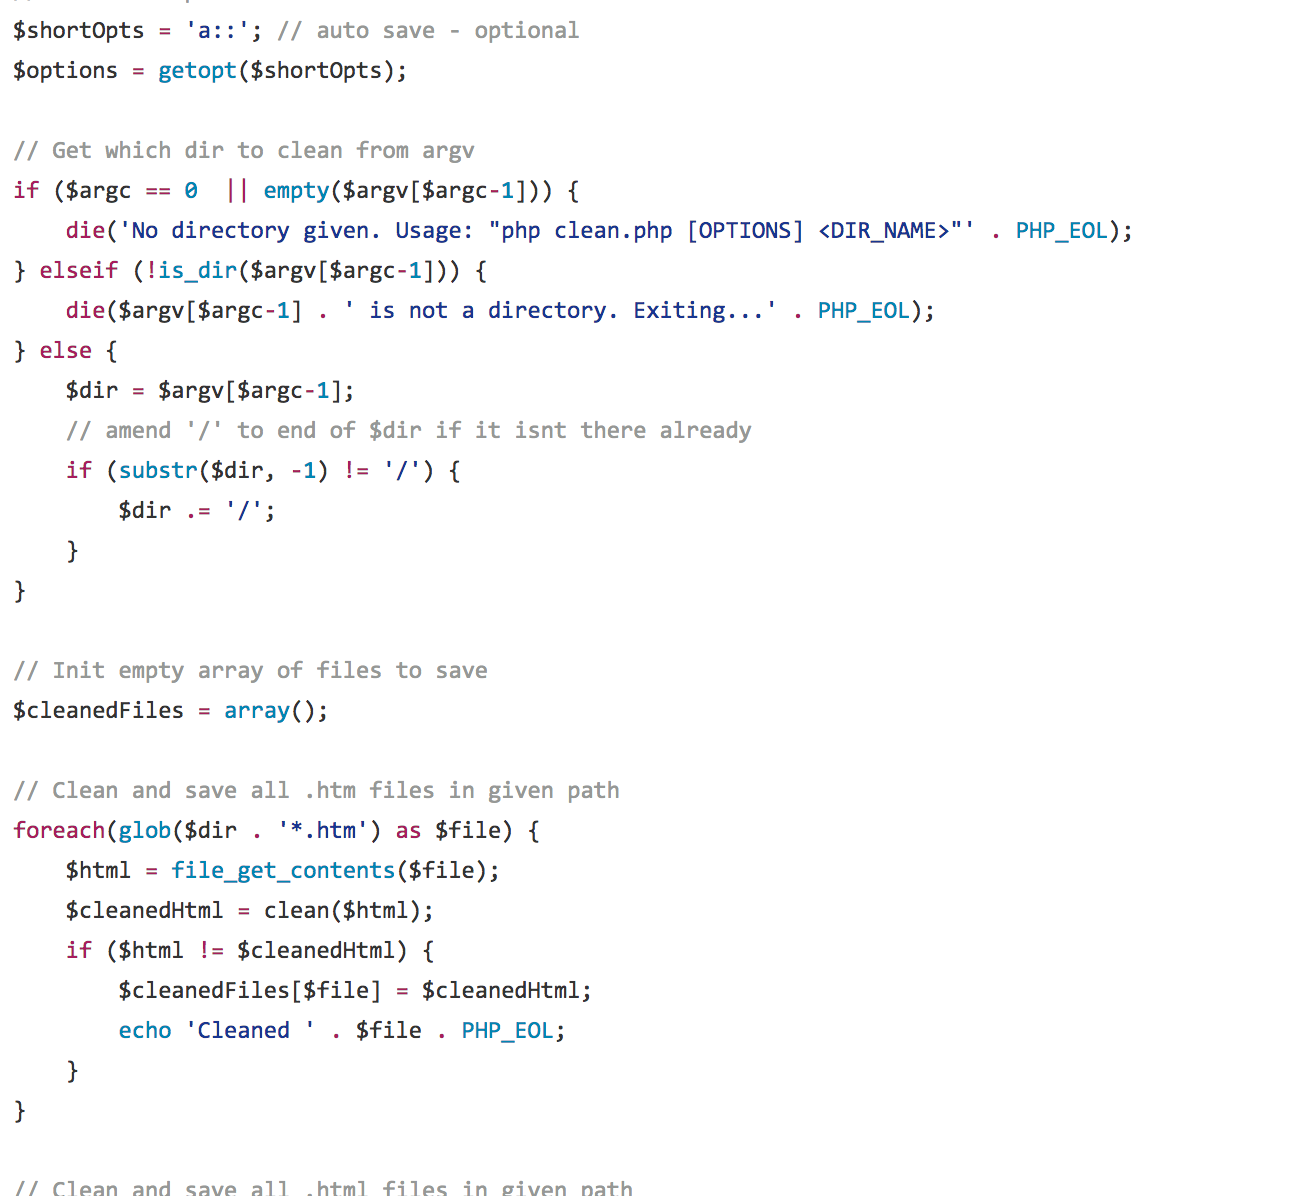 $shortOpts = 'a::'; // auto save - optional
$options = getopt($shortOpts);

// Get which dir to clean from argv
if ($argc == 0  || empty($argv[$argc-1])) {
    die('No directory given. Usage: "php clean.php [OPTIONS] <DIR_NAME>"' . PHP_EOL);
} elseif (!is_dir($argv[$argc-1])) {
    die($argv[$argc-1] . ' is not a directory. Exiting...' . PHP_EOL);
} else {
    $dir = $argv[$argc-1];
    // amend '/' to end of $dir if it isnt there already
    if (substr($dir, -1) != '/') {
        $dir .= '/';
    }
}

// Init empty array of files to save
$cleanedFiles = array();

// Clean and save all .htm files in given path
foreach(glob($dir . '*.htm') as $file) {
    $html = file_get_contents($file);
    $cleanedHtml = clean($html);
    if ($html != $cleanedHtml) {
        $cleanedFiles[$file] = $cleanedHtml;
        echo 'Cleaned ' . $file . PHP_EOL;
    }
}

// Clean and save all .html files in given path